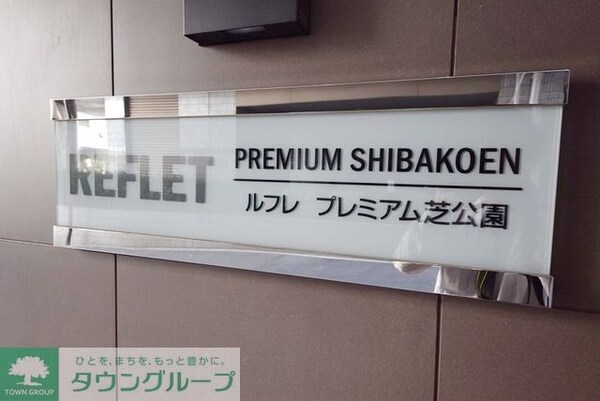 REFLET
PREMIUM SHIBAKOEN
ルフレ プレミアム芝公園
ひとを、まちを、もっと豊かに。
タウングループ
TOWN GROUP